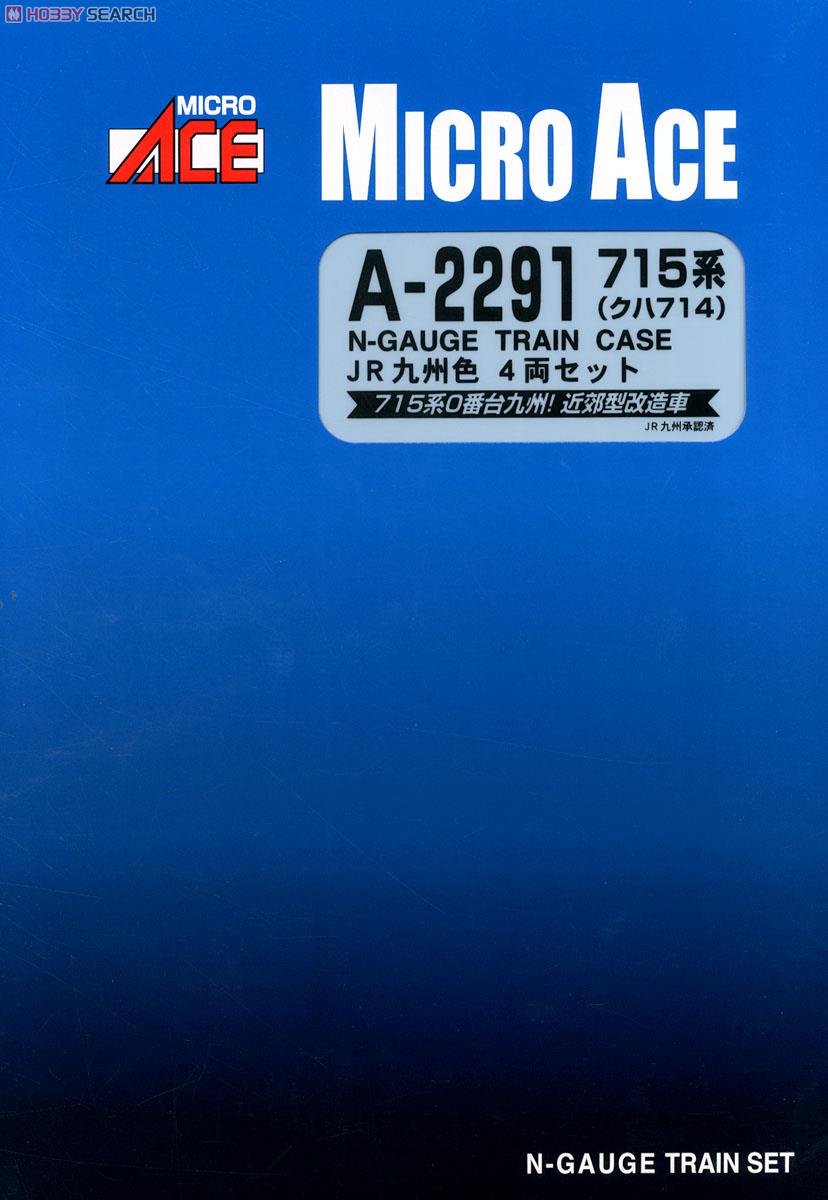 HOBBY SEARCH
MICRO
ACE
MICRO ACE
A-2291 715系
(クハ714)
N-GAUGE TRAIN CASE
JR九州色 4両セット
715系0番台九州! 近郊型改造車
JR九州承認済
N-GAUGE TRAIN SET